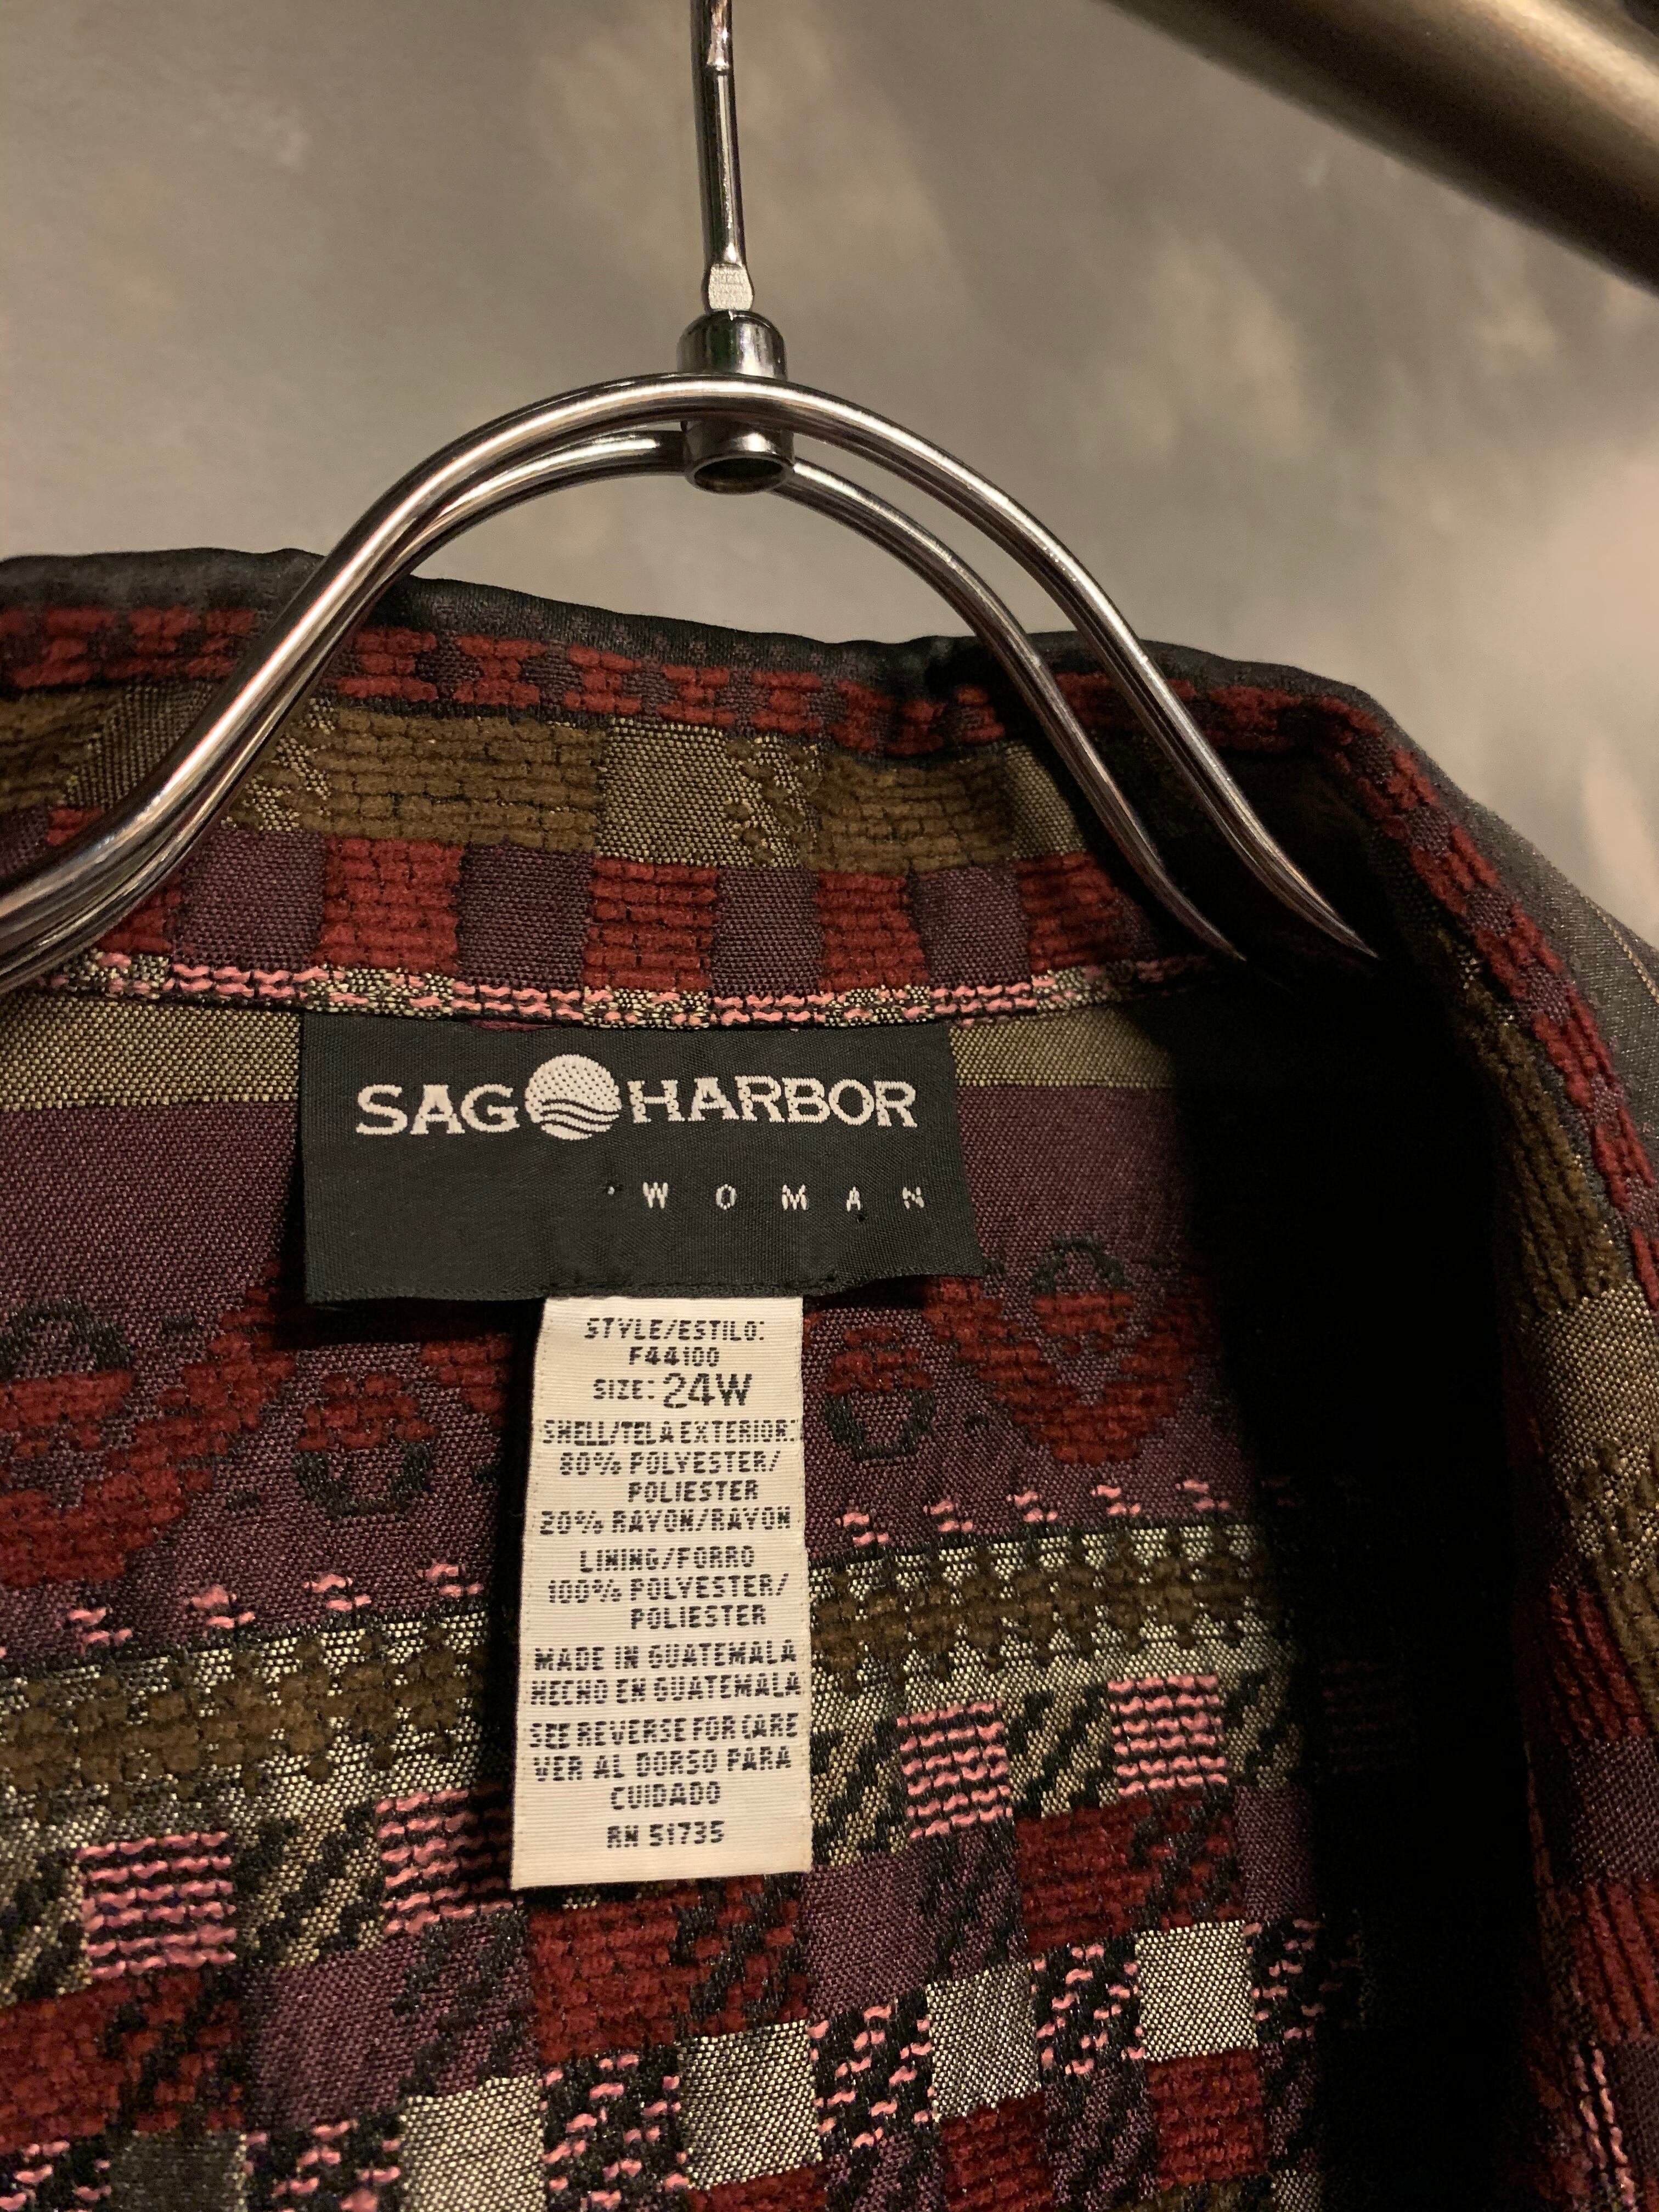 SAG HARBOR
WOMAN
STYLE/ESTILO:
F44100
SIZE: 24W
SHELL/TELA EXTERIOR:
80% POLYESTER/
POLIESTER
20% RAYON/RAYON
LINING/FORRO
100% POLYESTER/
POLIESTER
MADE IN GUATEMALA
HECHO EN GUATEMALA
SEE REVERSE FOR CARE
VER AL DORSO PARA
CUIDADO
RN 51735